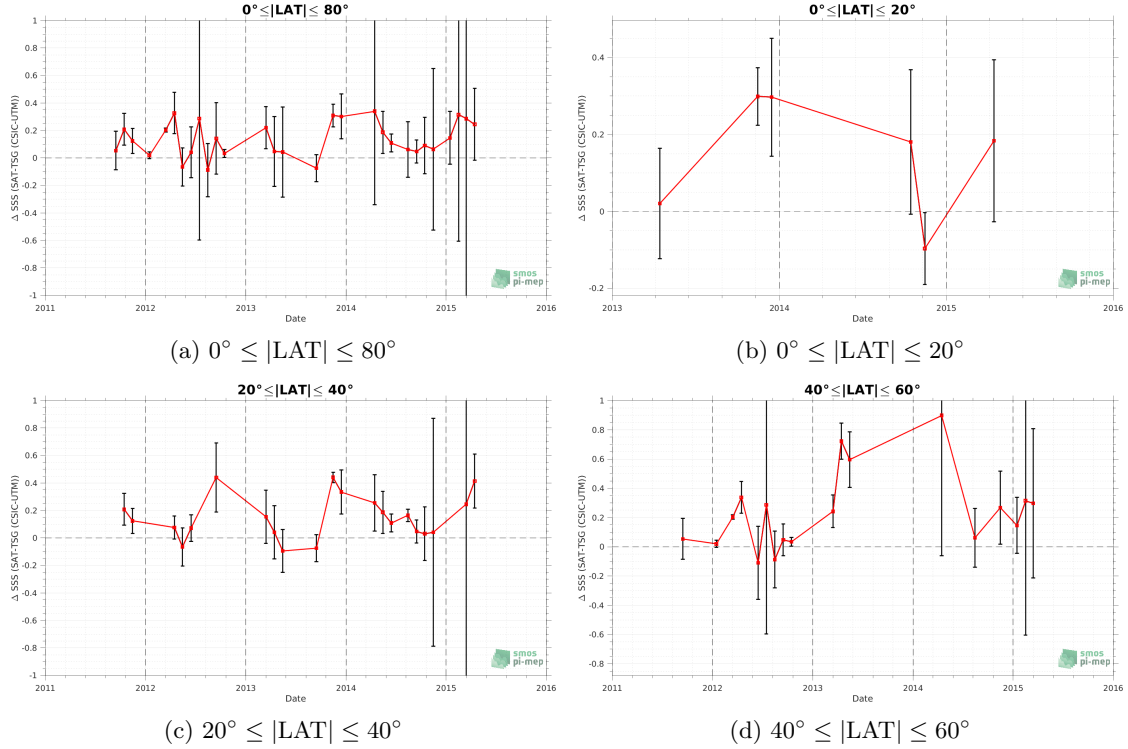 0°≤|LAT|≤ 80°
Δ SSS (SAT-TSG (CSIC-UTM))
1
0.8
0.6
0.4
0.2
0
-0.2
-0.4
-0.6
-0.8
-1
2011 2012 2013 2014 2015 2016
Date
smos
pi-mep
(a) 0° ≤ |LAT| ≤ 80°
0°≤|LAT|≤ 20°
Δ SSS (SAT-TSG (CSIC-UTM))
0.4
0.2
0
-0.2
2013 2014 2015 2016
Date
smos
pi-mep
(b) 0° ≤ |LAT| ≤ 20°
20°≤|LAT|≤ 40°
Δ SSS (SAT-TSG (CSIC-UTM))
1
0.8
0.6
0.4
0.2
0
-0.2
-0.4
-0.6
-0.8
-1
2011 2012 2013 2014 2015 2016
Date
smos
pi-mep
(c) 20° ≤ |LAT| ≤ 40°
40°≤|LAT|≤ 60°
Δ SSS (SAT-TSG (CSIC-UTM))
1
0.8
0.6
0.4
0.2
0
-0.2
-0.4
-0.6
-0.8
2011 2012 2013 2014 2015 2016
Date
smos
pi-mep
(d) 40° ≤ |LAT| ≤ 60°